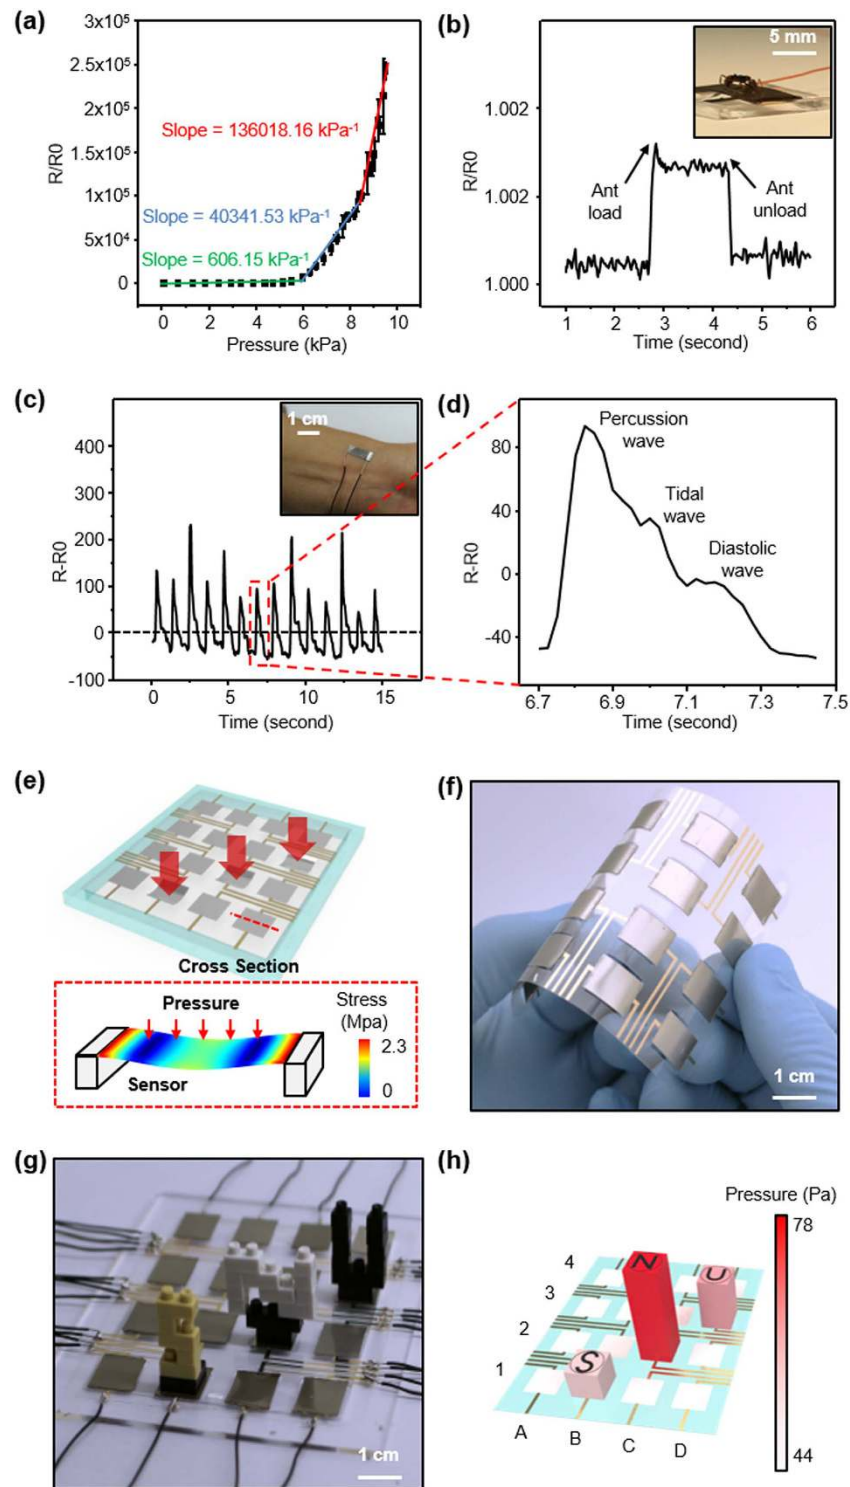 (a)
3x10⁵
2.5x10⁵
2x10⁵
1.5x10⁵
1x10⁵
5x10⁴
0
R/R0
Slope = 136018.16 kPa⁻¹
Slope = 40341.53 kPa⁻¹
Slope = 606.15 kPa⁻¹
0 2 4 6 8 10
Pressure (kPa)
(b)
5 mm
1.002
1.002
1.000
R/R0
Ant
load
Ant
unload
1 2 3 4 5 6
Time (second)
(c)
1 cm
400
300
200
100
0
-100
R-R0
0 5 10 15
Time (second)
(d)
80
40
0
-40
R-R0
Percussion
wave
Tidal
wave
Diastolic
wave
6.7 6.9 7.1 7.3 7.5
Time (second)
(e)
Cross Section
Pressure
Sensor
Stress
(Mpa)
2.3
0
(f)
1 cm
(g)
1 cm
(h)
Pressure (Pa)
78
44
4
3
2
1
A B C D
N
U
S